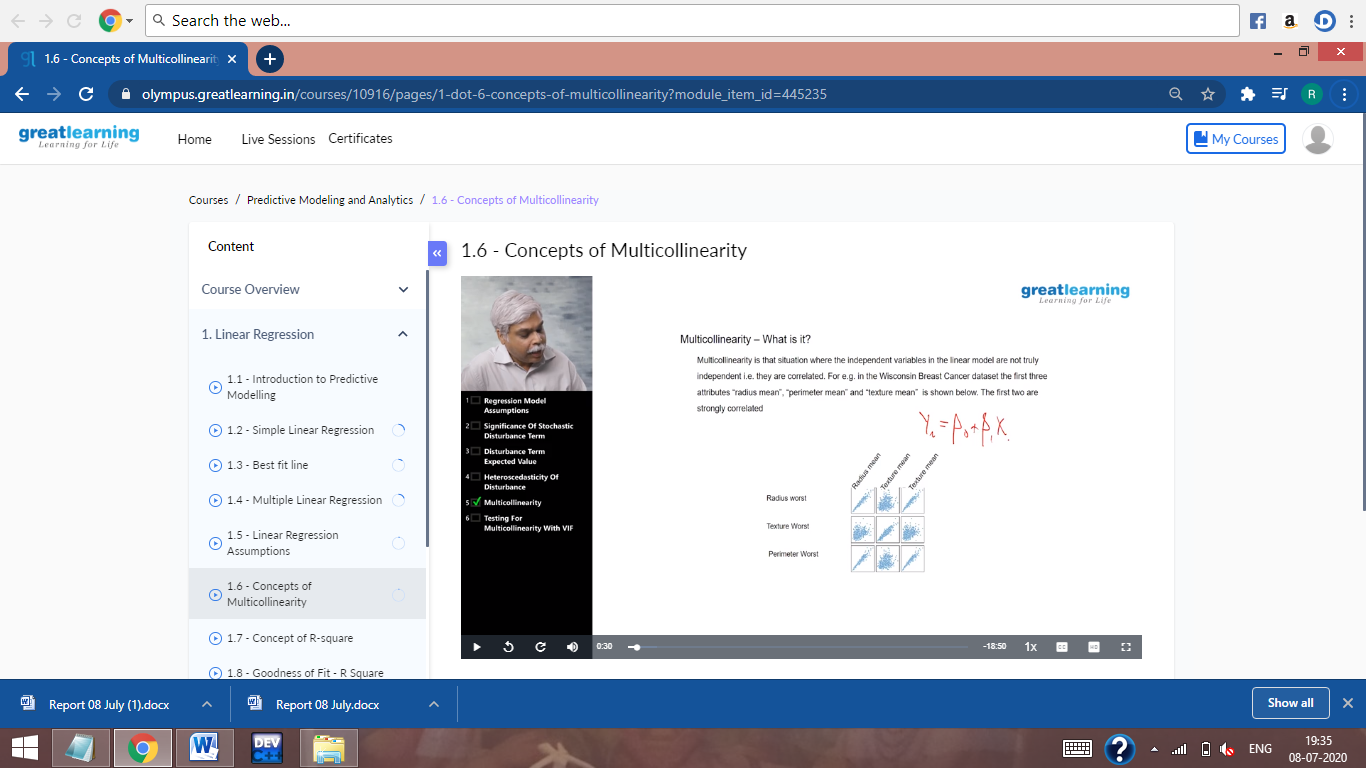 Search the web...
1.6 - Concepts of Multicollinearit
olympus.greatlearning.in/courses/10916/pages/1-dot-6-concepts-of-multicollinearity?module_item_id=445235
R
greatlearning
Learning for Life
Home
Live Sessions
Certificates
My Courses
Courses / Predictive Modeling and Analytics / 1.6 - Concepts of Multicollinearity
Content
Course Overview
1. Linear Regression
1.1 - Introduction to Predictive
Modelling
1.2 - Simple Linear Regression
1.3 - Best fit line
1.4 - Multiple Linear Regression
1.5 - Linear Regression
Assumptions
1.6 - Concepts of
Multicollinearity
1.7 - Concept of R-square
1.8 - Goodness of Fit - R Square
«
1.6 - Concepts of Multicollinearity
1 Regression Model
Assumptions
2 Significance Of Stochastic
Disturbance Term
3 Disturbance Term
Expected Value
4 Heteroscedasticity Of
Disturbance
5 Multicollinearity
6 Testing For
Multicollinearity With VIF
greatlearning
Learning for Life
Multicollinearity – What is it?
Multicollinearity is that situation where the independent variables in the linear model are not truly
independent i.e. they are correlated. For e.g. in the Wisconsin Breast Cancer dataset the first three
attributes “radius mean”, “perimeter mean” and “texture mean” is shown below. The first two are
strongly correlated
Radius mean
Texture mean
Texture mean
Radius worst
Texture Worst
Perimeter Worst
0:30
-18:50
1x
CC
HD
Report 08 July (1).docx
Report 08 July.docx
Show all
DEV
C++
ENG
19:35
08-07-2020